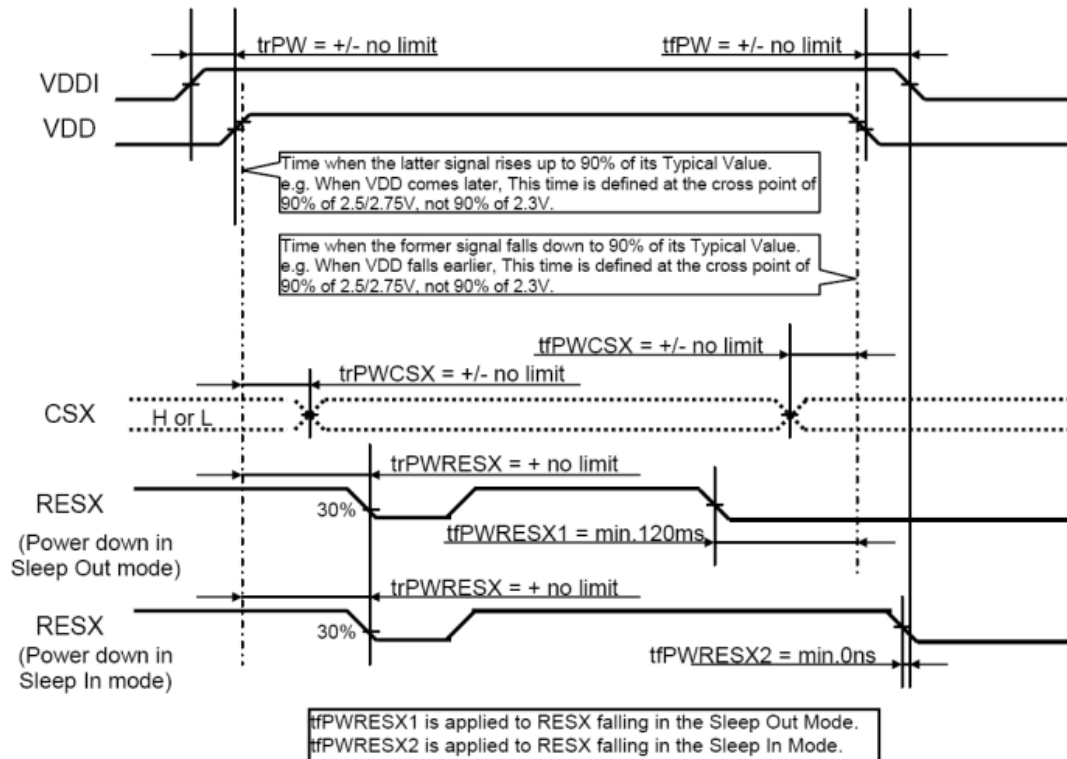 trPW = +/- no limit
tfPW = +/- no limit
VDDI
VDD
Time when the latter signal rises up to 90% of its Typical Value.
e.g. When VDD comes later, This time is defined at the cross point of
90% of 2.5/2.75V, not 90% of 2.3V.
Time when the former signal falls down to 90% of its Typical Value.
e.g. When VDD falls earlier, This time is defined at the cross point of
90% of 2.5/2.75V, not 90% of 2.3V.
tfPWCSX = +/- no limit
trPWCSX = +/- no limit
CSX
H or L
trPWRESX = + no limit
RESX
30%
(Power down in
Sleep Out mode)
tfPWRESX1 = min.120ms
trPWRESX = + no limit
RESX
30%
(Power down in
Sleep In mode)
tfPWRESX2 = min.0ns
tfPWRESX1 is applied to RESX falling in the Sleep Out Mode.
tfPWRESX2 is applied to RESX falling in the Sleep In Mode.